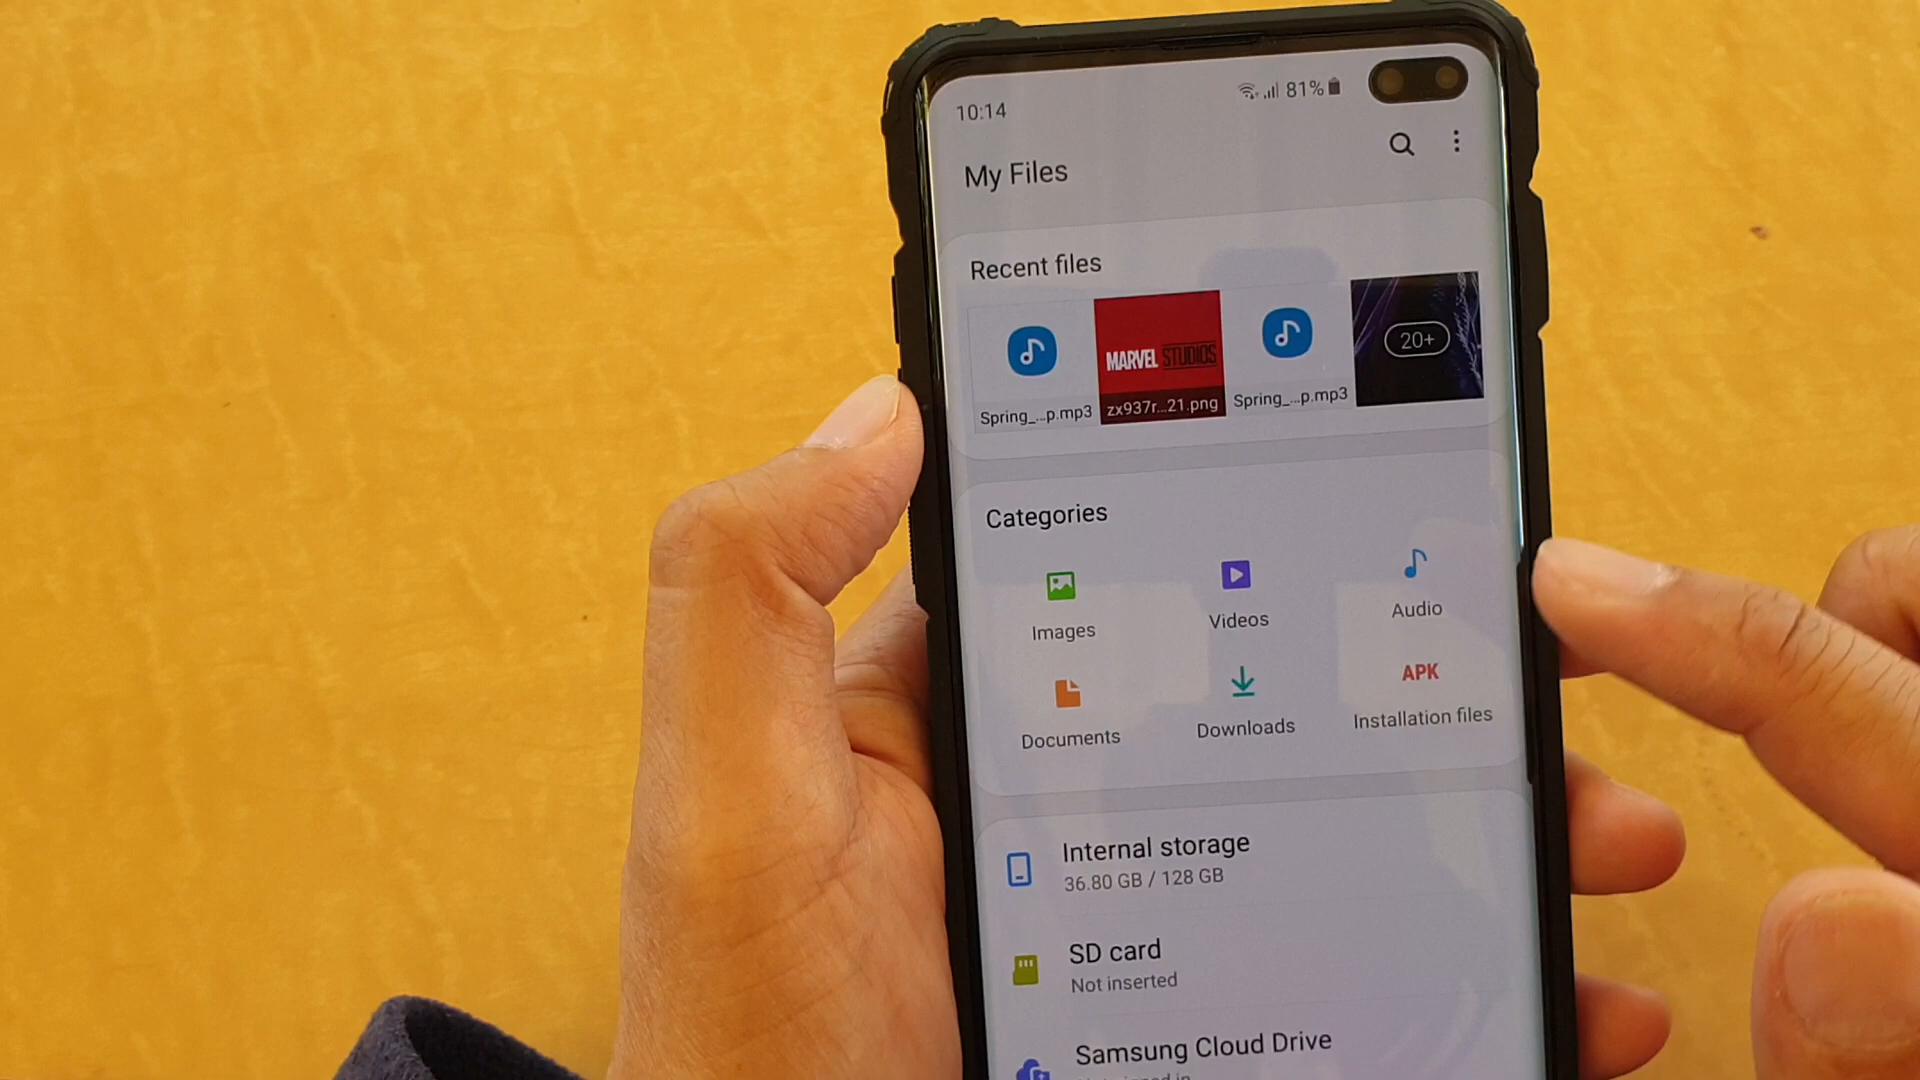 10:14
81%
My Files
Recent files
Spring_...p.mp3
MARVEL STUDIOS
zx937r...21.png
Spring_...p.mp3
20+
Categories
Images
Videos
Audio
Documents
Downloads
APK
Installation files
Internal storage
36.80 GB / 128 GB
SD card
Not inserted
Samsung Cloud Drive